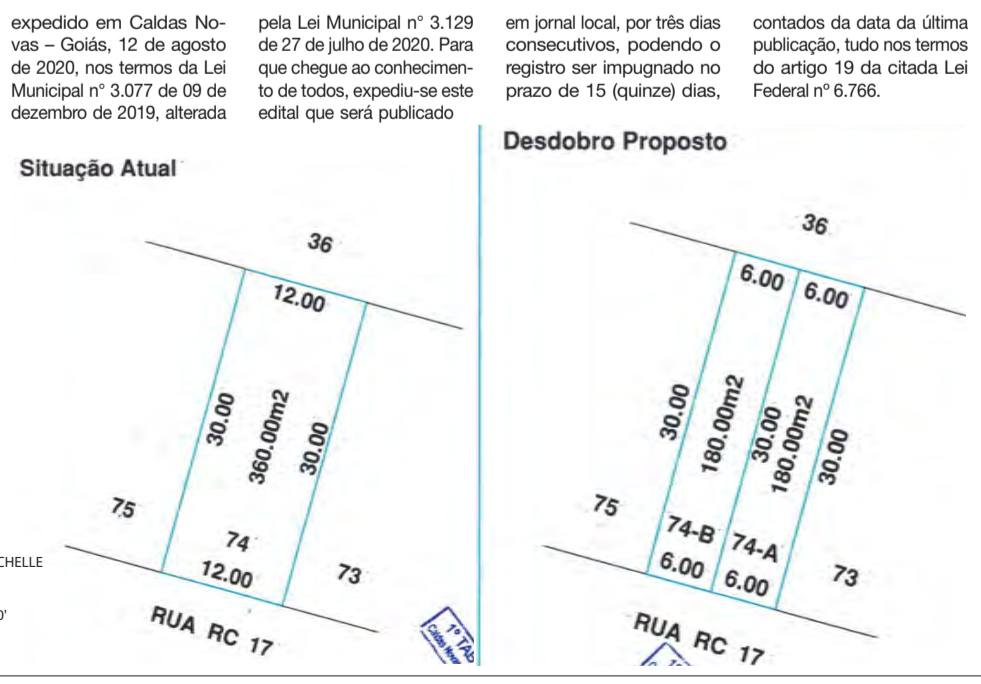 expedido em Caldas No-
vas – Goiás, 12 de agosto
de 2020, nos termos da Lei
Municipal n° 3.077 de 09 de
dezembro de 2019, alterada
pela Lei Municipal n° 3.129
de 27 de julho de 2020. Para
que chegue ao conhecimen-
to de todos, expediu-se este
edital que será publicado
em jornal local, por três dias
consecutivos, podendo o
registro ser impugnado no
prazo de 15 (quinze) dias,
contados da data da última
publicação, tudo nos termos
do artigo 19 da citada Lei
Federal nº 6.766.
Situação Atual
36
12.00
30.00
360.00m2
30.00
75
74
12.00
73
RUA RC 17
CHELLE
1º TAB
Caldas Novas
Desdobro Proposto
36
6.00
6.00
30.00
180.00m2
30.00
180.00m2
30.00
75
74-B
74-A
6.00
6.00
73
RUA RC 17